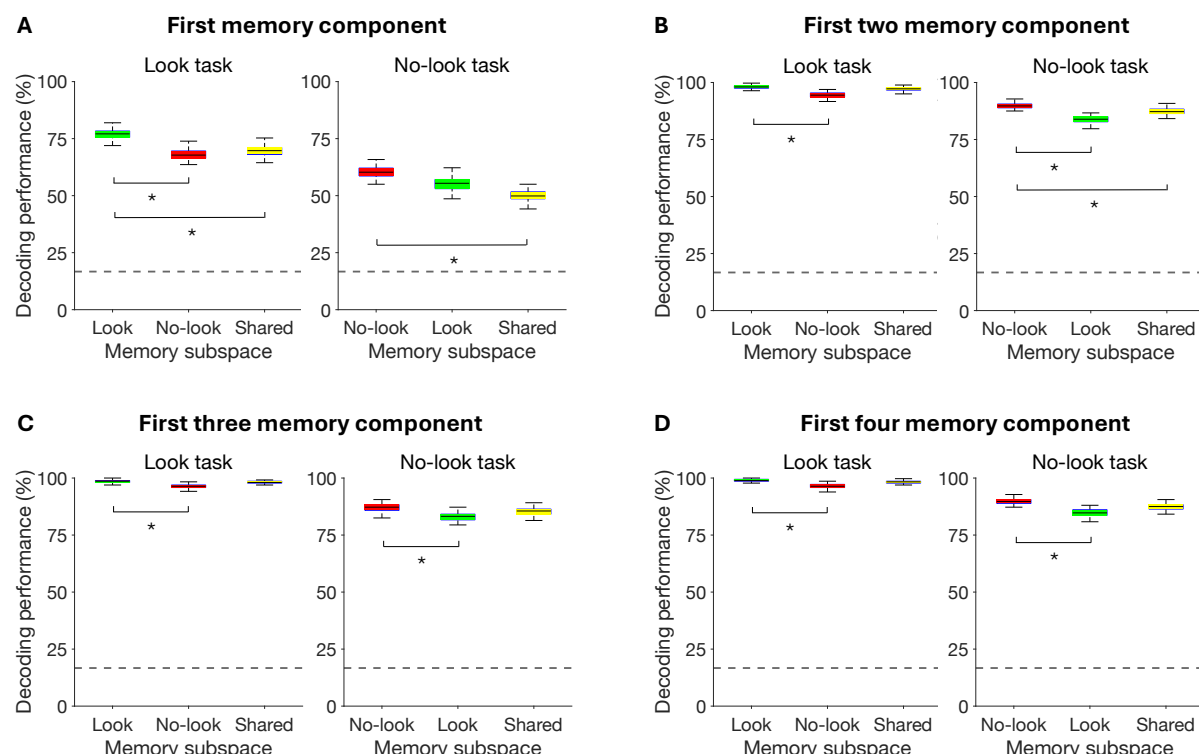 A First memory component
Look task
No-look task
Decoding performance (%)
100
75
50
25
0
*
*
*
Look No-look Shared
Memory subspace
100
75
50
25
0
No-look Look Shared
Memory subspace
B First two memory component
Look task
No-look task
Decoding performance (%)
100
75
50
25
0
*
*
*
Look No-look Shared
Memory subspace
100
75
50
25
0
No-look Look Shared
Memory subspace
C First three memory component
Look task
No-look task
Decoding performance (%)
100
75
50
25
0
*
*
Look No-look Shared
Memory subspace
100
75
50
25
0
No-look Look Shared
Memory subspace
D First four memory component
Look task
No-look task
Decoding performance (%)
100
75
50
25
0
*
*
Look No-look Shared
Memory subspace
100
75
50
25
0
No-look Look Shared
Memory subspace